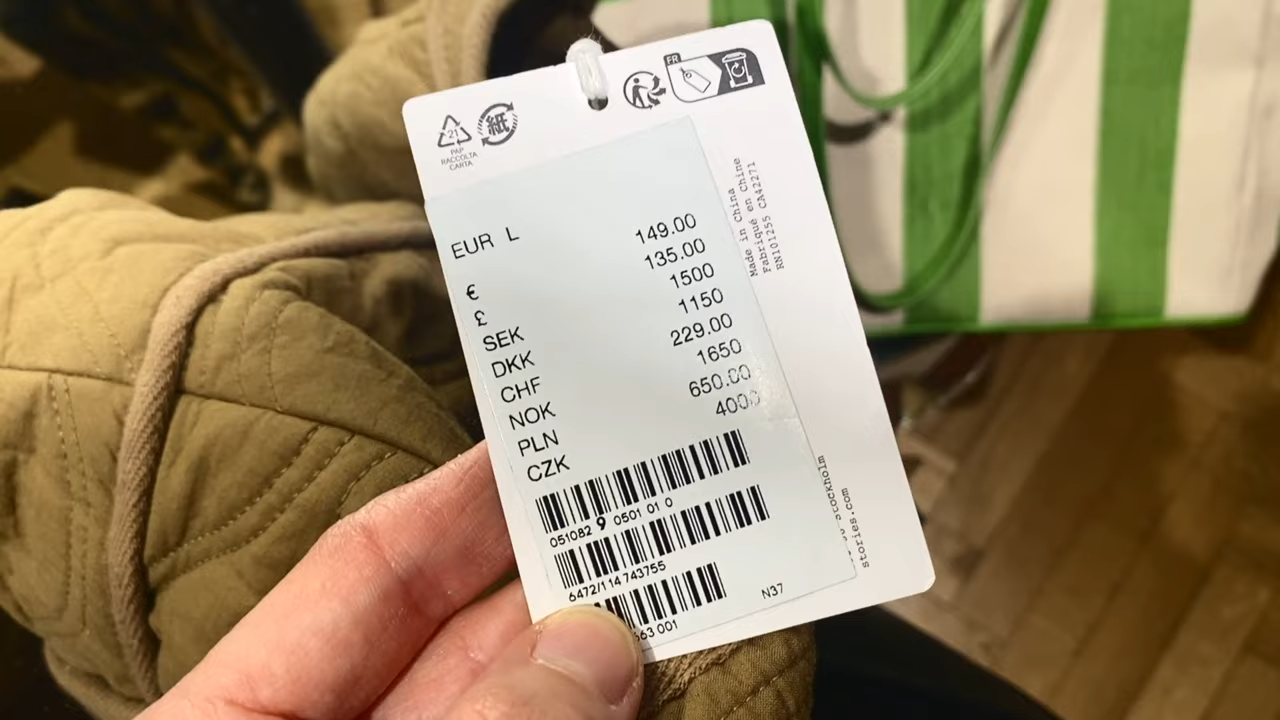 21
PAP
RACCOLTA
CARTA
紙
FR
EUR L
€ 149.00
£ 135.00
SEK 1500
DKK 1150
CHF 229.00
NOK 1650
PLN 650.00
CZK 4000
051082 9 0501 01 0
6472/114 743755
63 001
N37
Made in China
Fabriqué en Chine
RN101255 CA42271
Stockholm
stories.com